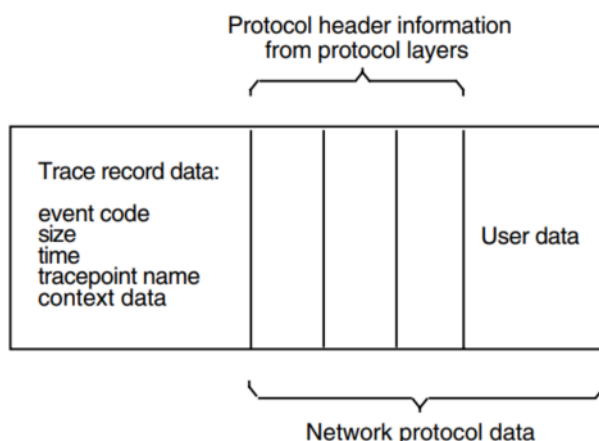 Protocol header information
from protocol layers
Trace record data:
event code
size
time
tracepoint name
context data
User data
Network protocol data